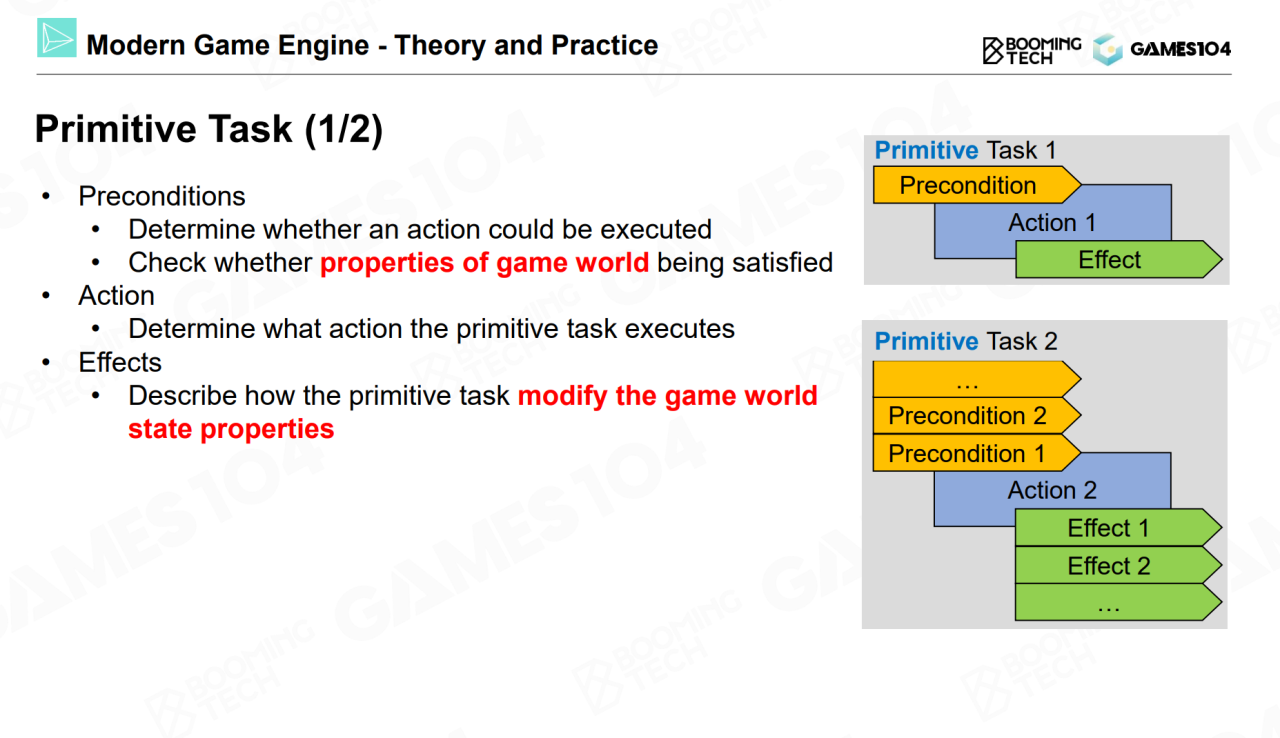 Modern Game Engine - Theory and Practice
BOOMING
TECH
GAMES104
Primitive Task (1/2)
• Preconditions
• Determine whether an action could be executed
• Check whether properties of game world being satisfied
• Action
• Determine what action the primitive task executes
• Effects
• Describe how the primitive task modify the game world
state properties
Primitive Task 1
Precondition
Action 1
Effect
Primitive Task 2
...
Precondition 2
Precondition 1
Action 2
Effect 1
Effect 2
...